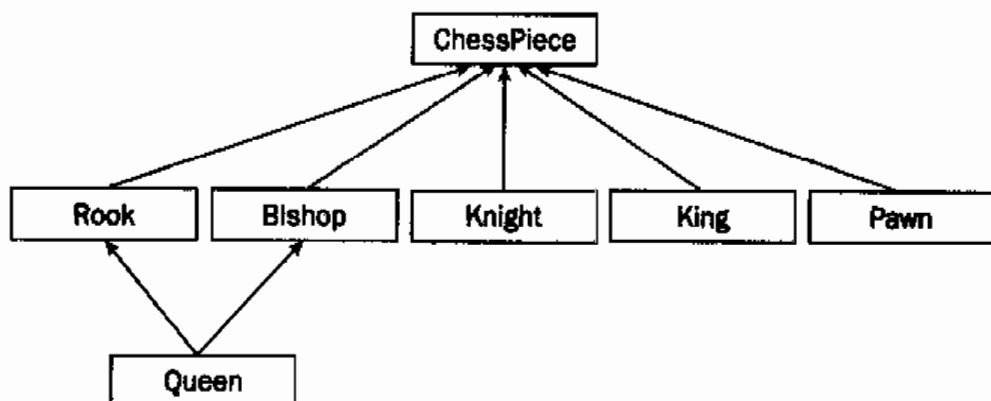 ChessPiece
Rook
Bishop
Knight
King
Pawn
Queen